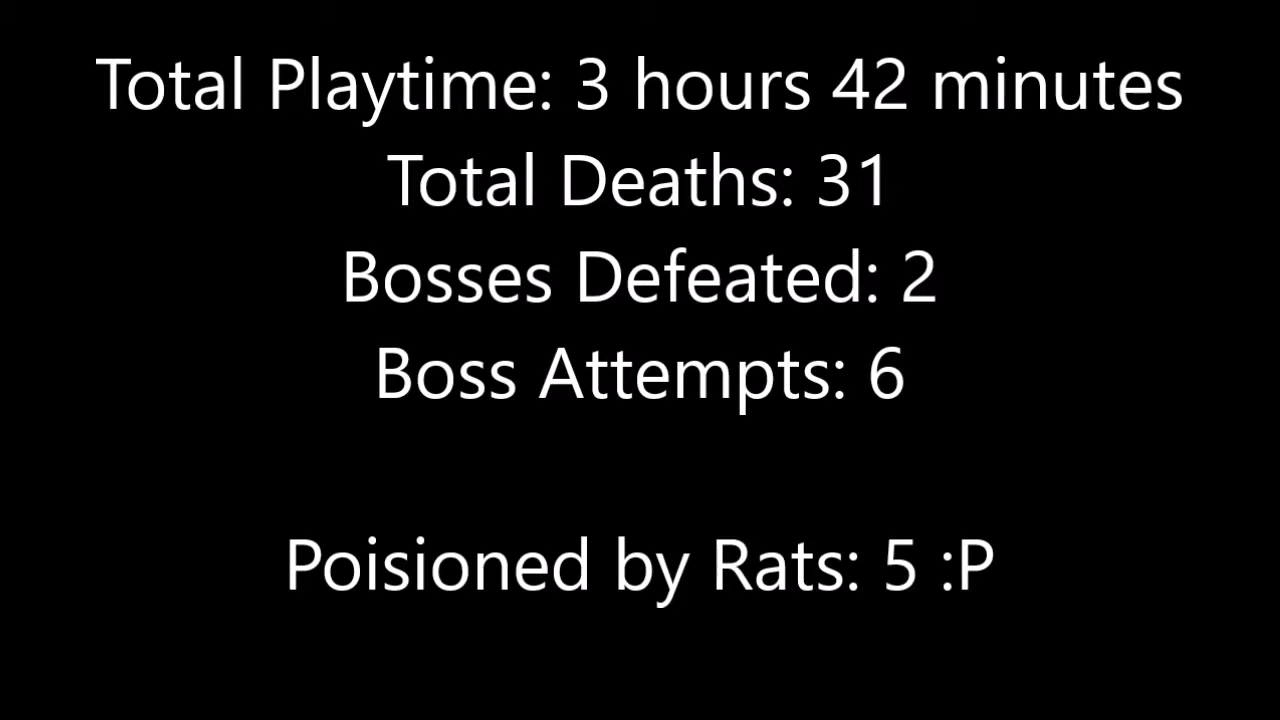 Total Playtime: 3 hours 42 minutes
Total Deaths: 31
Bosses Defeated: 2
Boss Attempts: 6
Poisioned by Rats: 5 :P